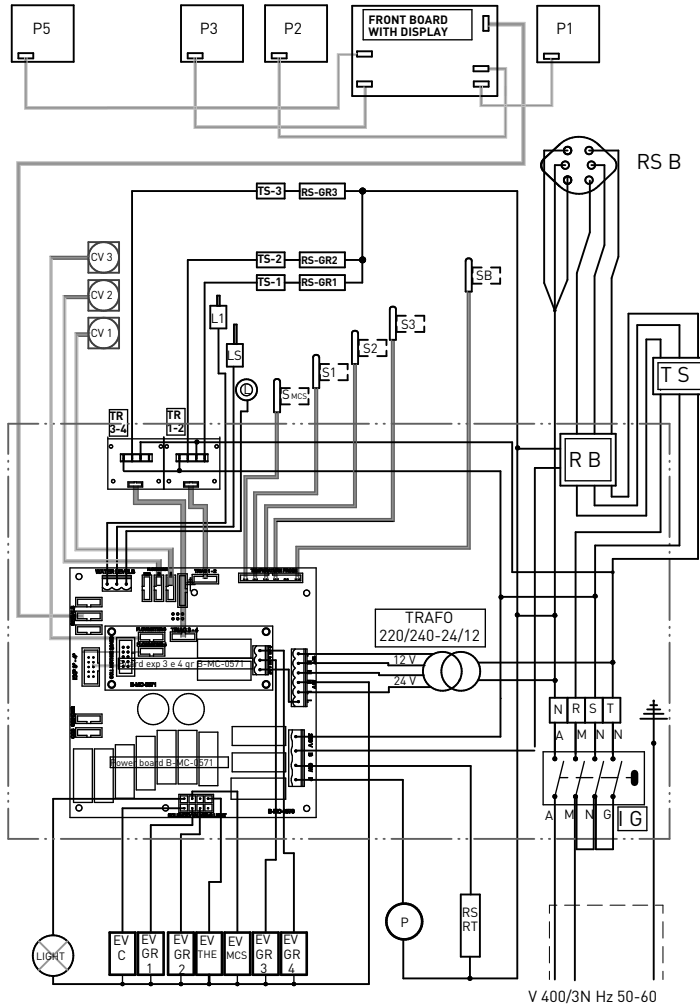 P5
P3
P2
FRONT BOARD
WITH DISPLAY
P1
RS B
TS-3
RS-GR3
CV 3
CV 2
CV 1
TS-2
RS-GR2
TS-1
RS-GR1
SB
L1
LS
L
S MCS
S1
S2
S3
T S
TR
3-4
TR
1-2
R B
TRAFO
220/240-24/12
12 V
24 V
exp 3 e 4 gr B-MC-0571
B-MC-0571
N R S T
A M N N
Power board B-MC-0571
B-MC-0570
A M N G
I G
LIGHT
EV
C
EV
GR
1
EV
GR
2
EV
THE
EV
MCS
EV
GR
3
EV
GR
4
P
RS
RT
V 400/3N Hz 50-60